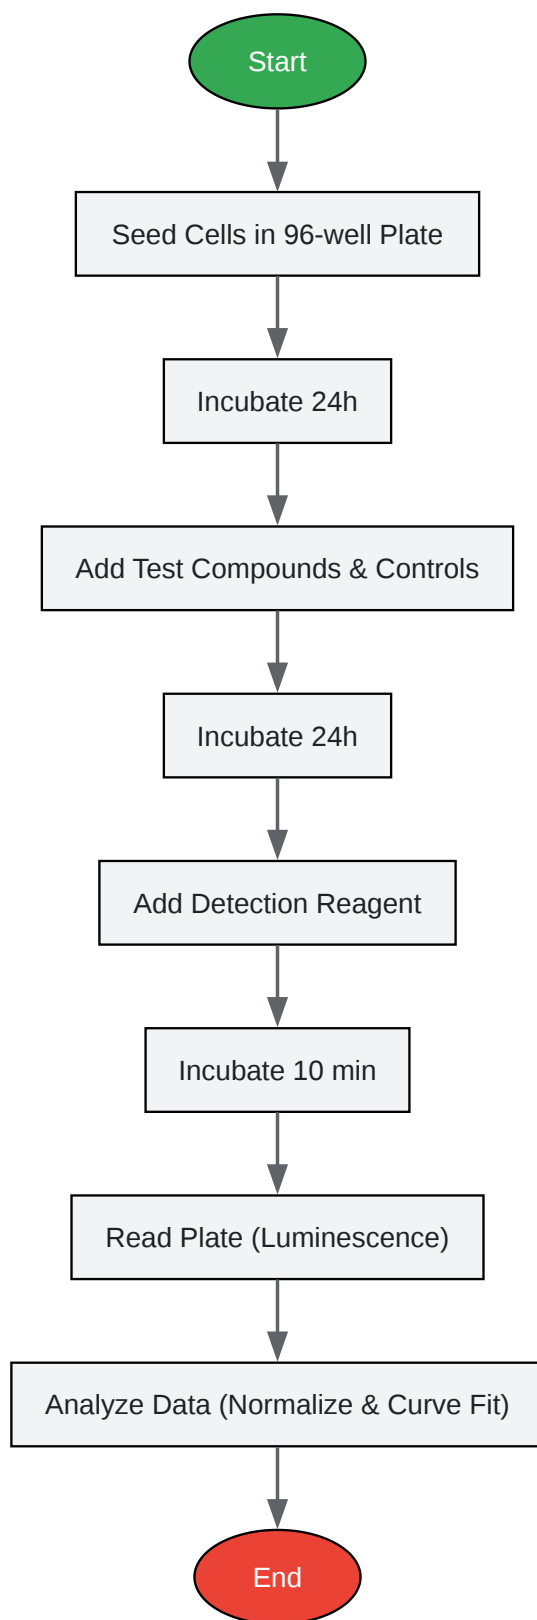 Start
Seed Cells in 96-well Plate
Incubate 24h
Add Test Compounds & Controls
Incubate 24h
Add Detection Reagent
Incubate 10 min
Read Plate (Luminescence)
Analyze Data (Normalize & Curve Fit)
End